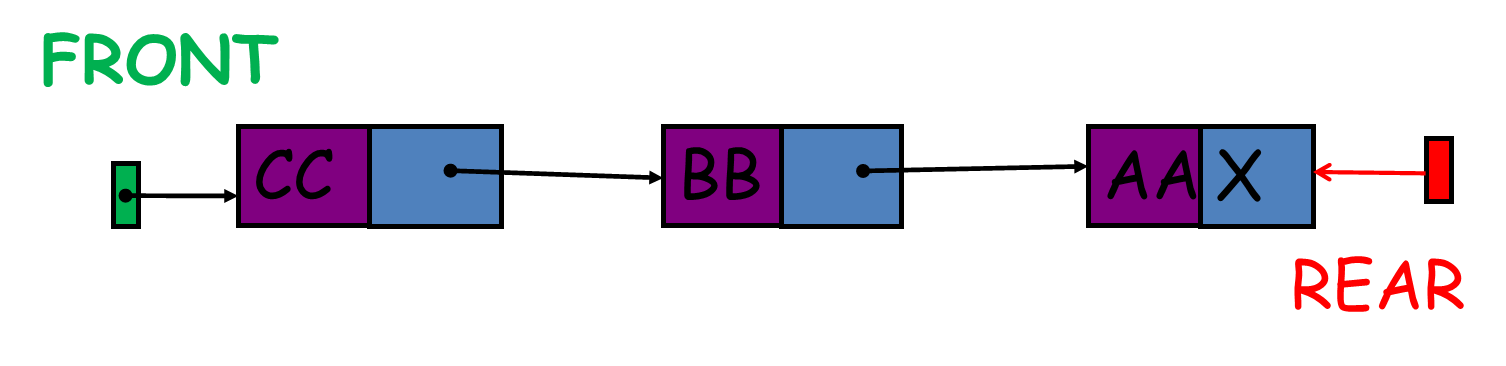 FRONT
CC BB AA X
REAR